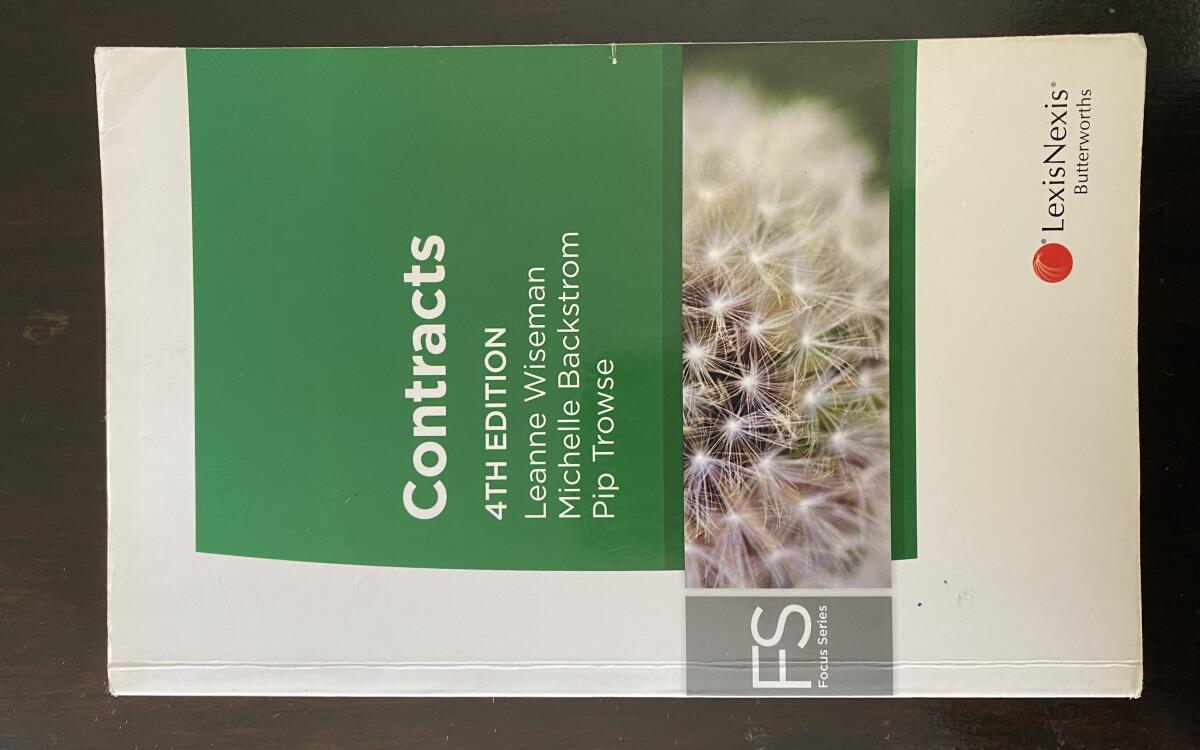 Contracts
4TH EDITION
Leanne Wiseman
Michelle Backstrom
Pip Trowse
FS
Focus Series
LexisNexis®
Butterworths